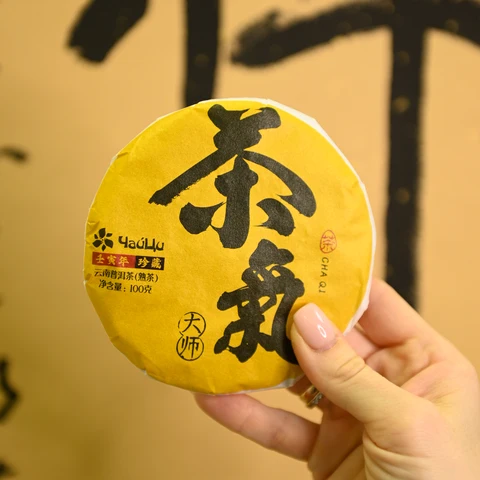 茶
氣
ЧайЦи
壬寅年 珍藏
云南普洱茶(熟茶)
净含量：100克
大师
茶
CHA QI